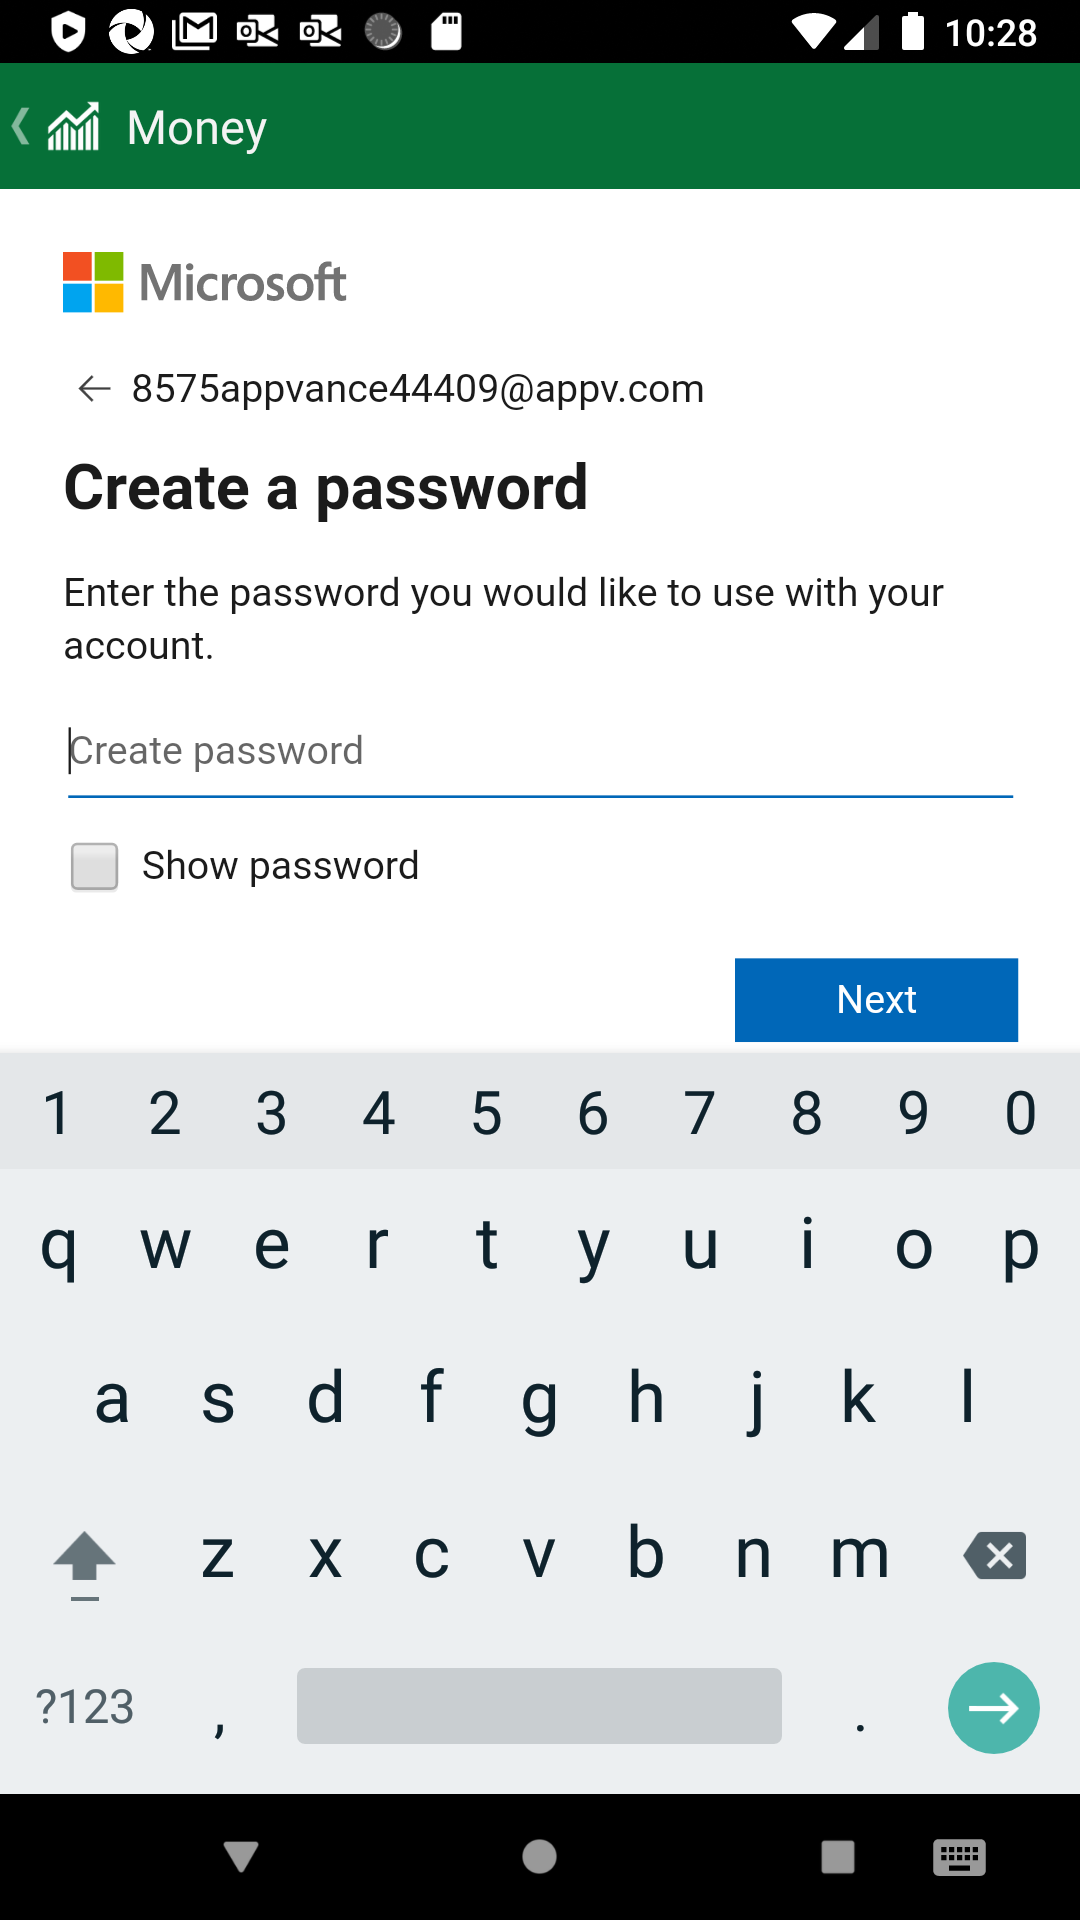 10:28
Money
Microsoft
8575appvance44409@appv.com
Create a password
Enter the password you would like to use with your
account.
Create password
Show password
Next
1 2 3 4 5 6 7 8 9 0
q w e r t y u i o p
a s d f g h j k l
z x c v b n m
?123 , .